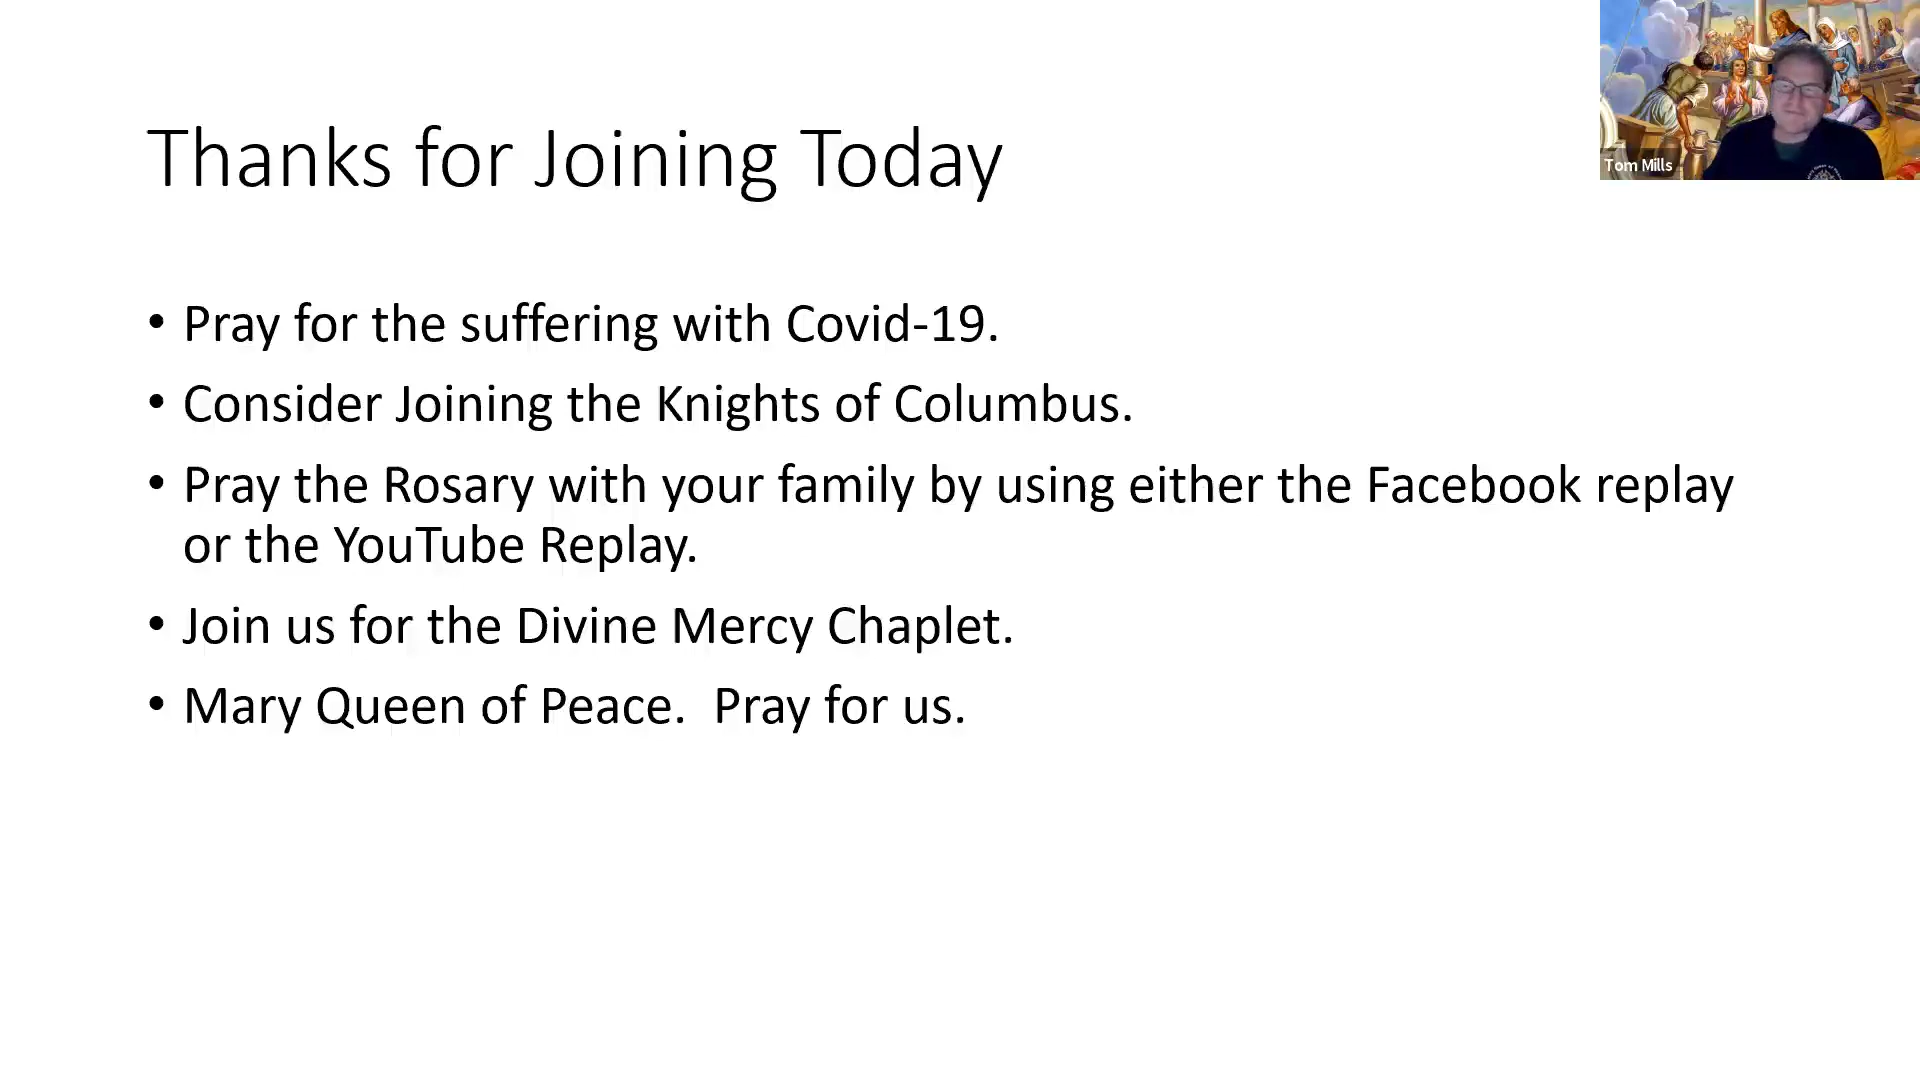 Thanks for Joining Today
Tom Mills
• Pray for the suffering with Covid-19.
• Consider Joining the Knights of Columbus.
• Pray the Rosary with your family by using either the Facebook replay
or the YouTube Replay.
• Join us for the Divine Mercy Chaplet.
• Mary Queen of Peace.  Pray for us.